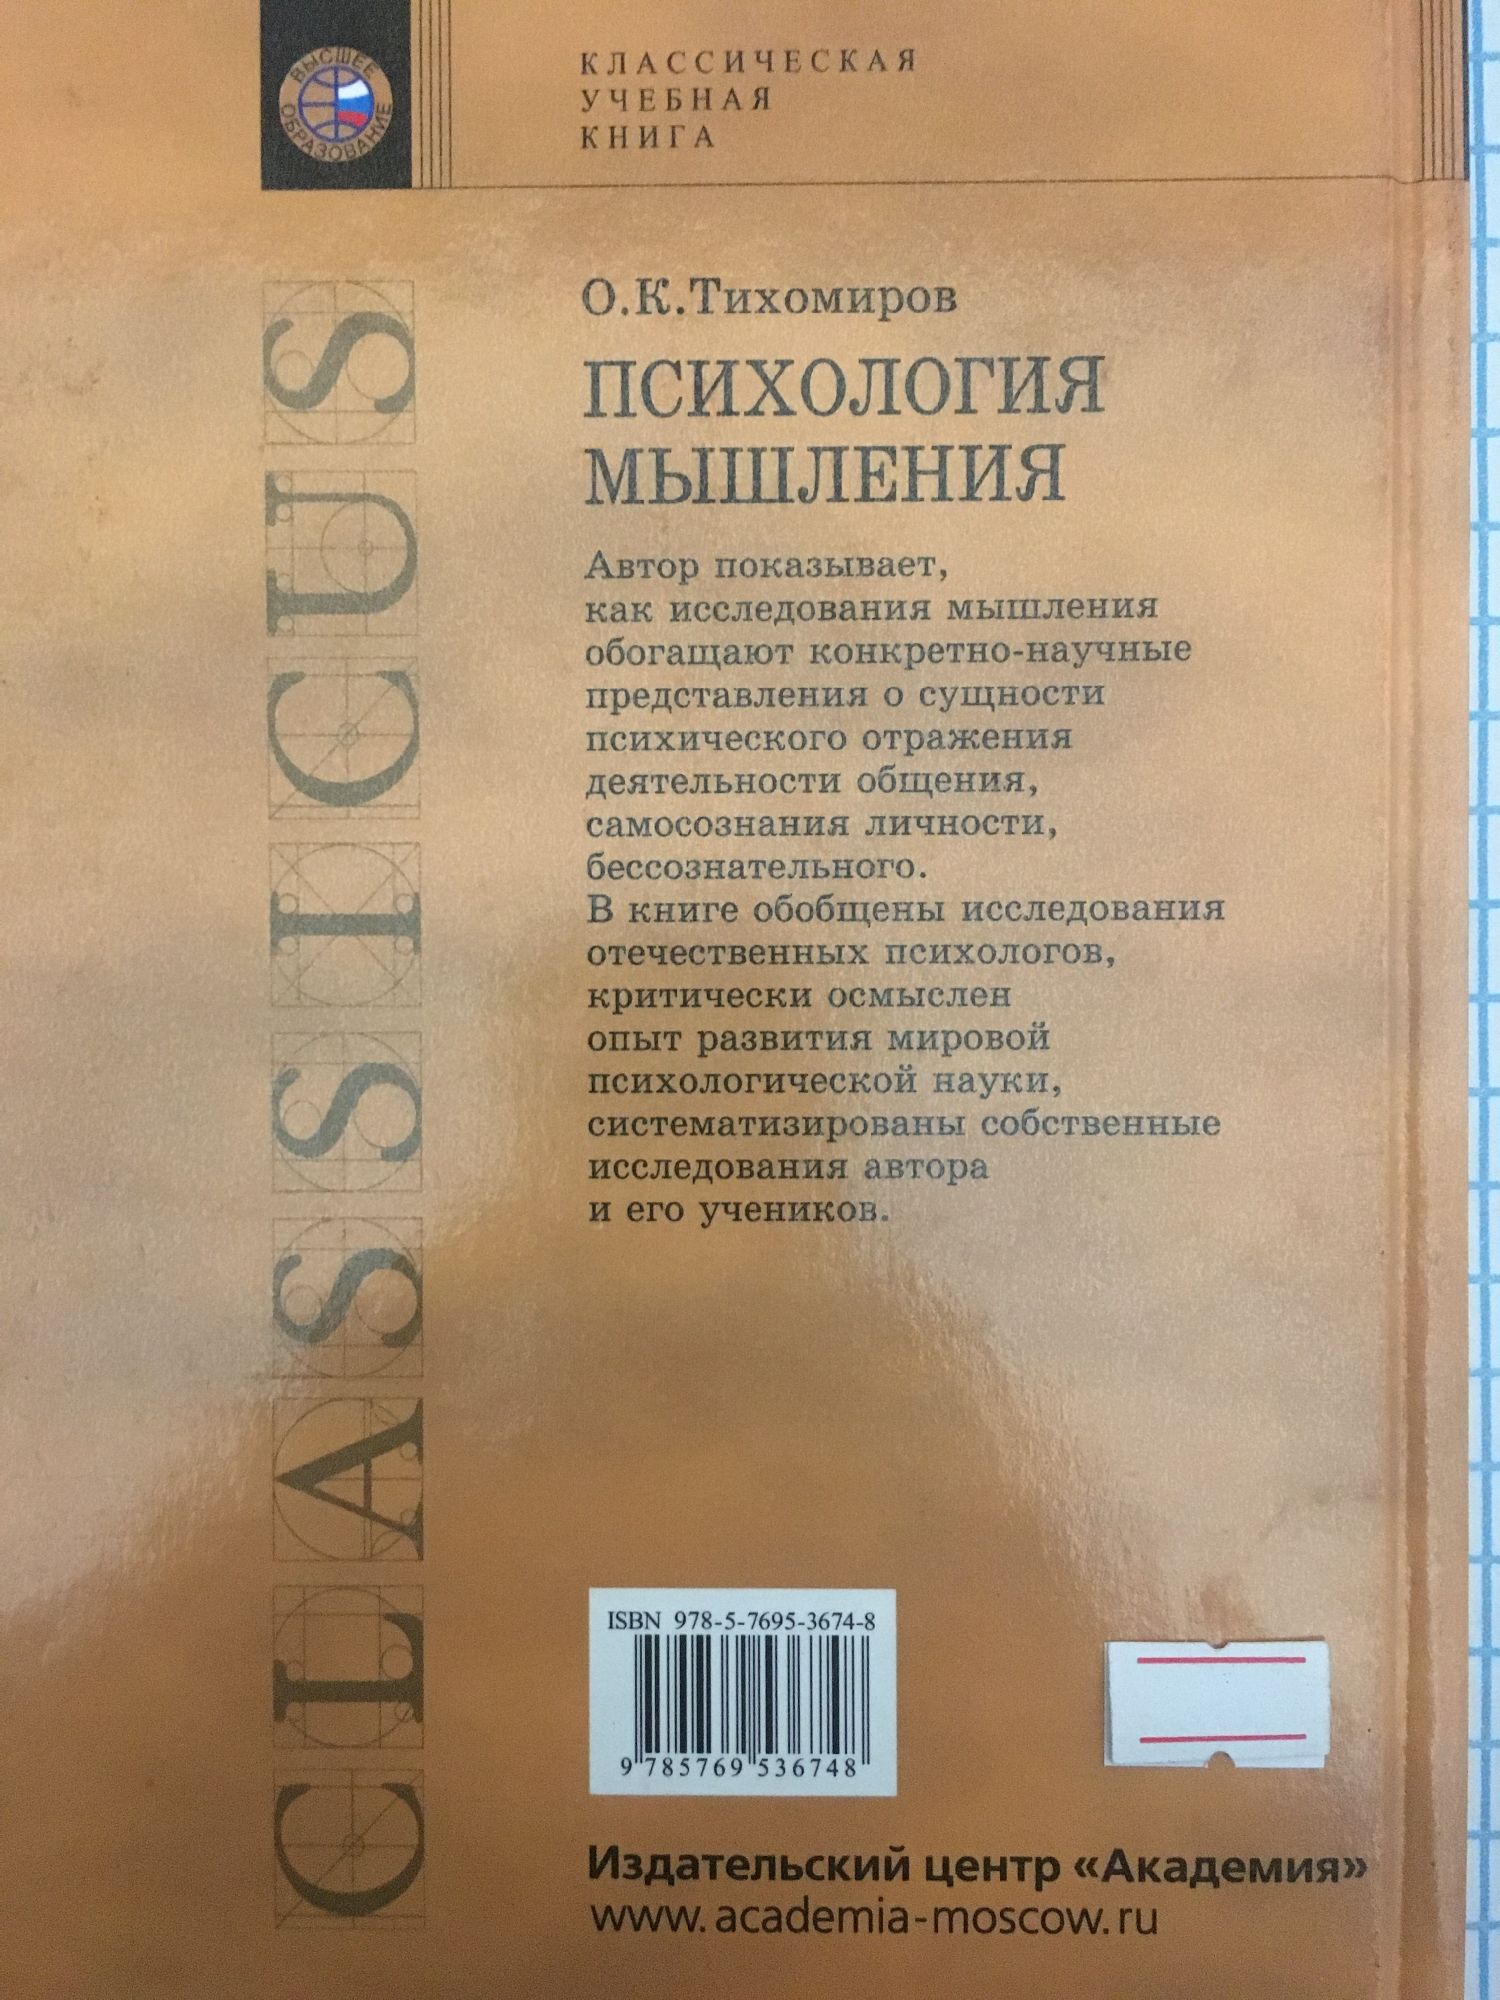 ВЫСШЕЕ
ОБРАЗОВАНИЕ
КЛАССИЧЕСКАЯ
УЧЕБНАЯ
КНИГА
CLASSICUS
О.К.Тихомиров
ПСИХОЛОГИЯ
МЫШЛЕНИЯ
Автор показывает,
как исследования мышления
обогащают конкретно-научные
представления о сущности
психического отражения
деятельности общения,
самосознания личности,
бессознательного.
В книге обобщены исследования
отечественных психологов,
критически осмыслен
опыт развития мировой
психологической науки,
систематизированы собственные
исследования автора
и его учеников.
ISBN 978-5-7695-3674-8
9 785769 536748
Издательский центр «Академия»
www.academia-moscow.ru